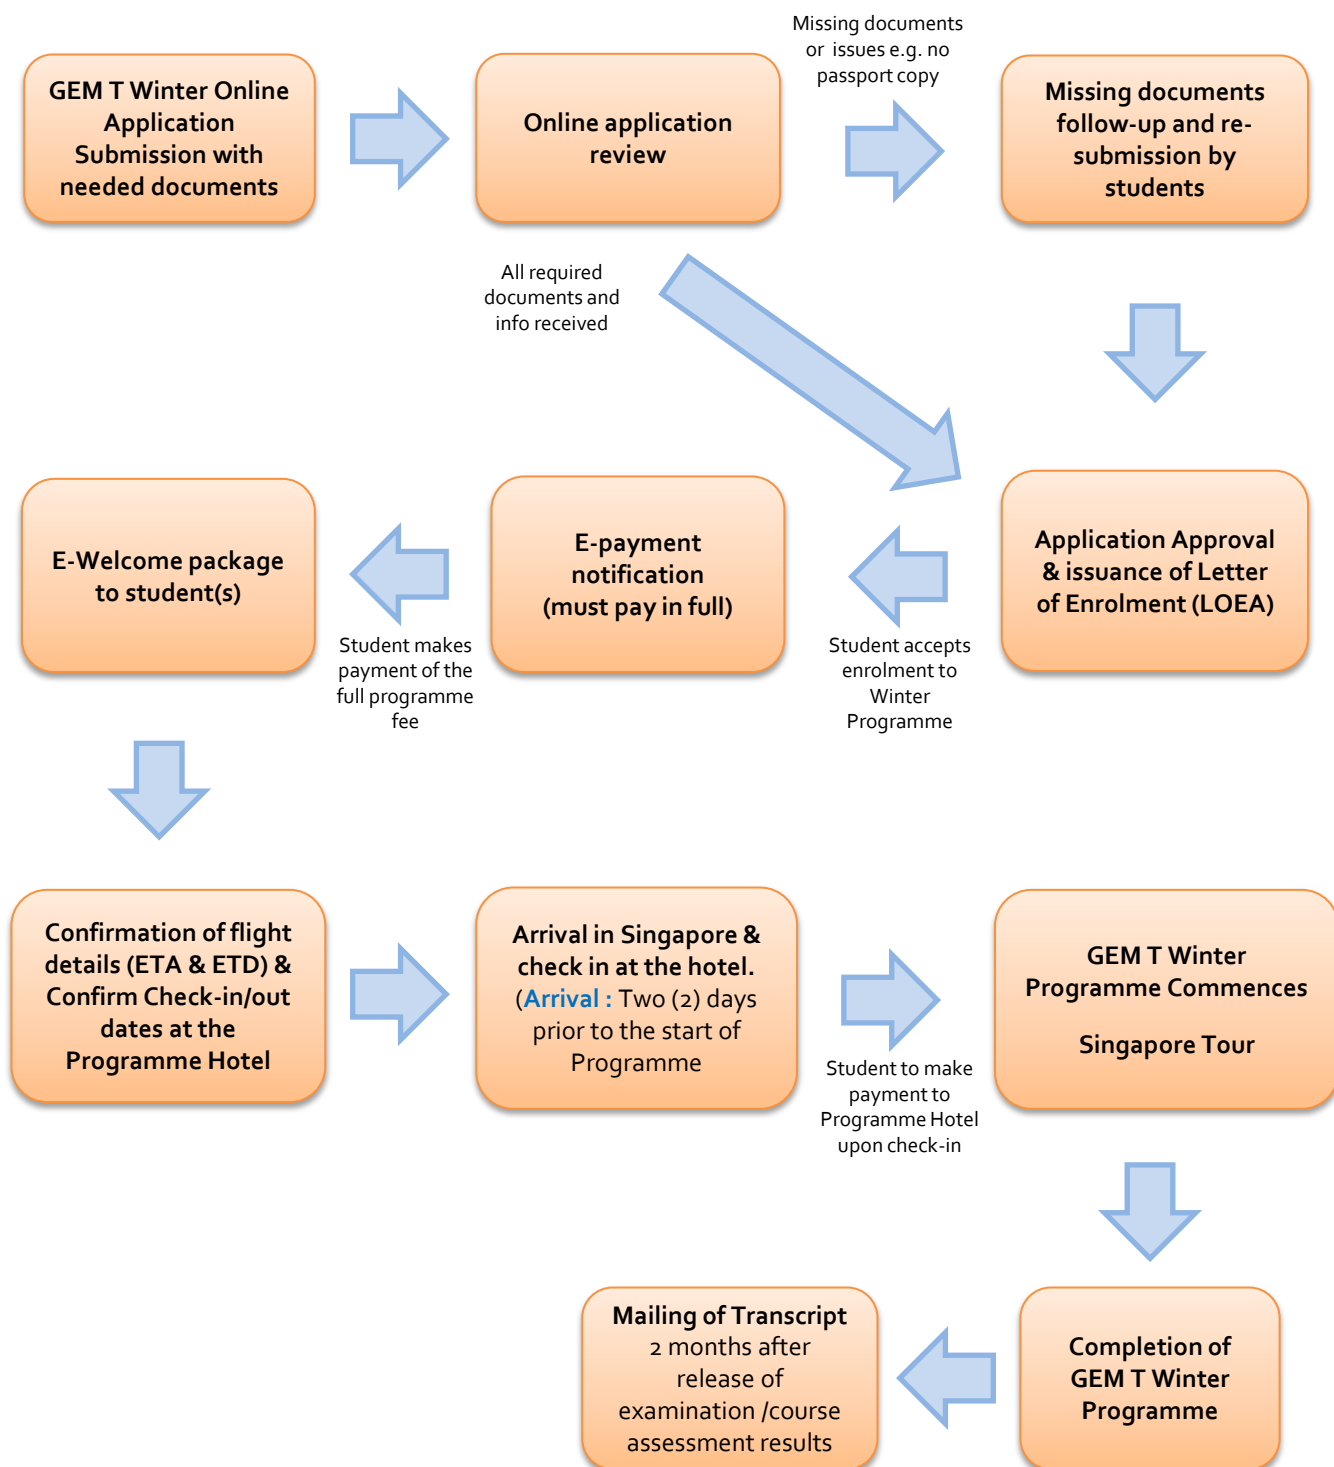 GEM T Winter Online
Application
Submission with
needed documents
Online application
review
Missing documents
or issues e.g. no
passport copy
Missing documents
follow-up and re-
submission by
students
All required
documents and
info received
Application Approval
& issuance of Letter
of Enrolment (LOEA)
Student accepts
enrolment to
Winter
Programme
E-payment
notification
(must pay in full)
Student makes
payment of the
full programme
fee
E-Welcome package
to student(s)
Confirmation of flight
details (ETA & ETD) &
Confirm Check-in/out
dates at the
Programme Hotel
Arrival in Singapore &
check in at the hotel.
(Arrival : Two (2) days
prior to the start of
Programme
Student to make
payment to
Programme Hotel
upon check-in
GEM T Winter
Programme Commences
Singapore Tour
Completion of
GEM T Winter
Programme
Mailing of Transcript
2 months after
release of
examination /course
assessment results